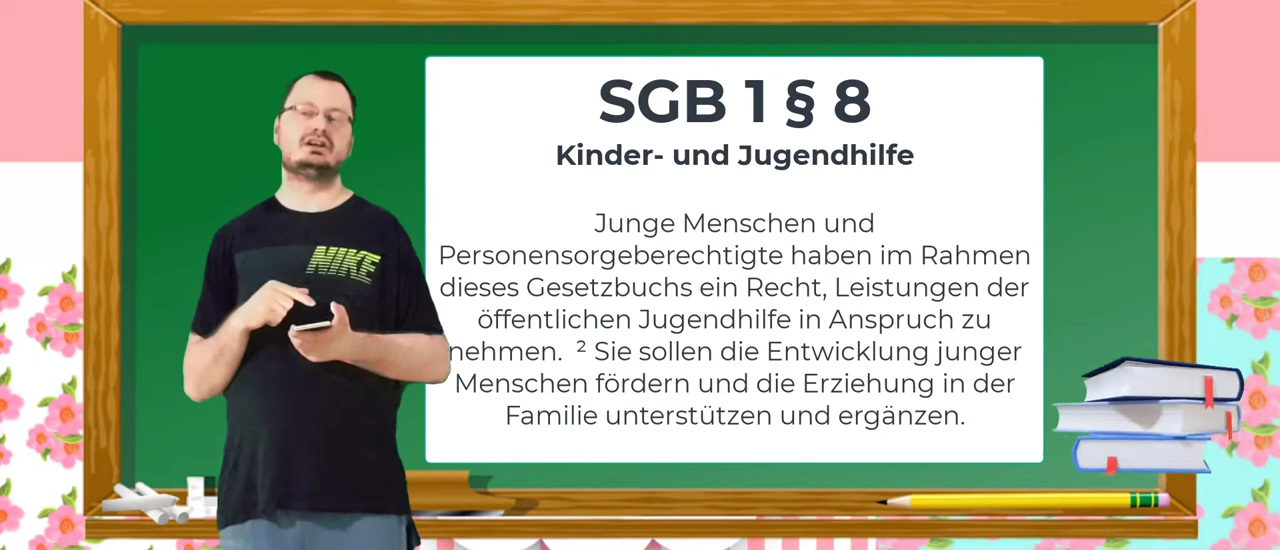 SGB 1 § 8
Kinder- und Jugendhilfe
Junge Menschen und
Personensorgeberechtigte haben im Rahmen
dieses Gesetzbuchs ein Recht, Leistungen der
öffentlichen Jugendhilfe in Anspruch zu
nehmen. ² Sie sollen die Entwicklung junger
Menschen fördern und die Erziehung in der
Familie unterstützen und ergänzen.
NIKE